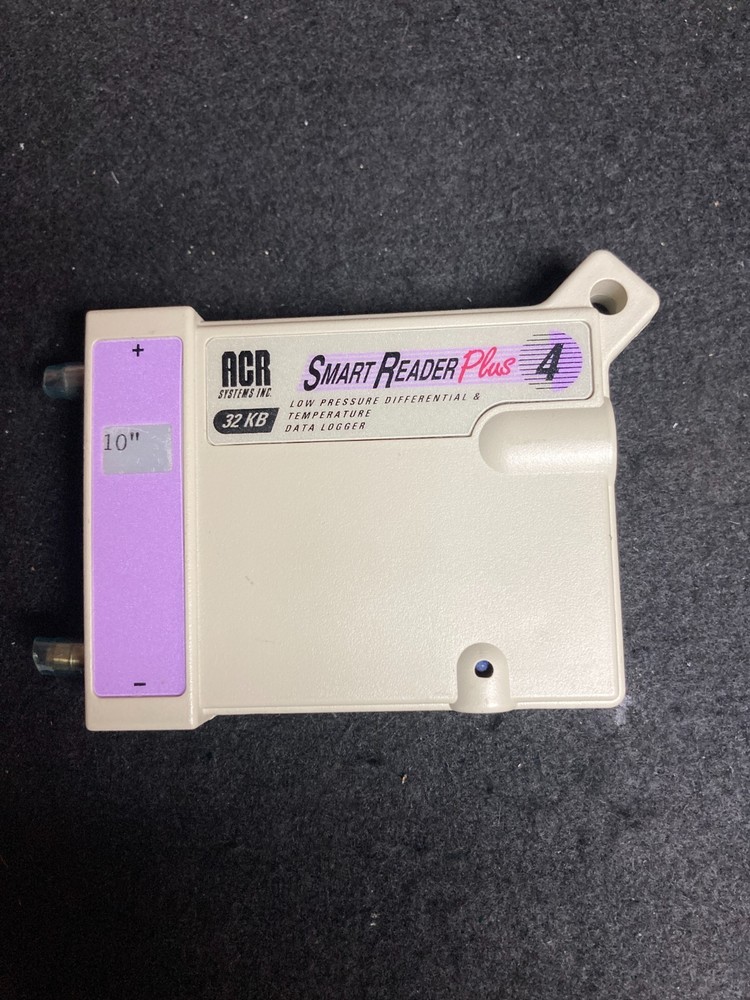 +
10"
–
ACR
SYSTEMS INC.
SMART READER Plus 4
32 KB
LOW PRESSURE DIFFERENTIAL &
TEMPERATURE
DATA LOGGER